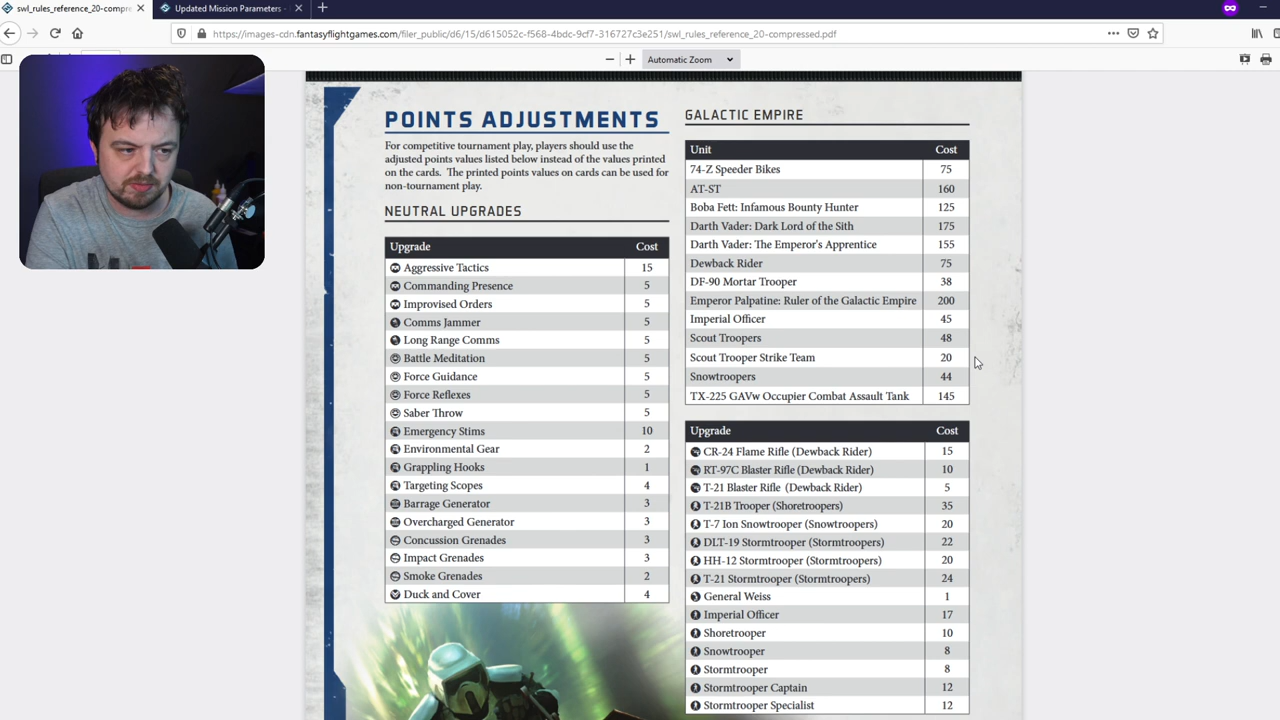 swl_rules_reference_20-compre
Updated Mission Parameters -
https://images-cdn.fantasyflightgames.com/filer_public/d6/15/d615052c-f568-4bdc-9cf7-316727c3e251/swl_rules_reference_20-compressed.pdf
Automatic Zoom
POINTS ADJUSTMENTS
For competitive tournament play, players should use the
adjusted points values listed below instead of the values printed
on the cards. The printed points values on cards can be used for
non-tournament play.
NEUTRAL UPGRADES
Upgrade Cost
Aggressive Tactics 15
Commanding Presence 5
Improvised Orders 5
Comms Jammer 5
Long Range Comms 5
Battle Meditation 5
Force Guidance 5
Force Reflexes 5
Saber Throw 5
Emergency Stims 10
Environmental Gear 2
Grappling Hooks 1
Targeting Scopes 4
Barrage Generator 3
Overcharged Generator 3
Concussion Grenades 3
Impact Grenades 3
Smoke Grenades 2
Duck and Cover 4
GALACTIC EMPIRE
Unit Cost
74-Z Speeder Bikes 75
AT-ST 160
Boba Fett: Infamous Bounty Hunter 125
Darth Vader: Dark Lord of the Sith 175
Darth Vader: The Emperor's Apprentice 155
Dewback Rider 75
DF-90 Mortar Trooper 38
Emperor Palpatine: Ruler of the Galactic Empire 200
Imperial Officer 45
Scout Troopers 48
Scout Trooper Strike Team 20
Snowtroopers 44
TX-225 GAVw Occupier Combat Assault Tank 145
Upgrade Cost
CR-24 Flame Rifle (Dewback Rider) 15
RT-97C Blaster Rifle (Dewback Rider) 10
T-21 Blaster Rifle (Dewback Rider) 5
T-21B Trooper (Shoretroopers) 35
T-7 Ion Snowtrooper (Snowtroopers) 20
DLT-19 Stormtrooper (Stormtroopers) 22
HH-12 Stormtrooper (Stormtroopers) 20
T-21 Stormtrooper (Stormtroopers) 24
General Weiss 1
Imperial Officer 17
Shoretrooper 10
Snowtrooper 8
Stormtrooper 8
Stormtrooper Captain 12
Stormtrooper Specialist 12